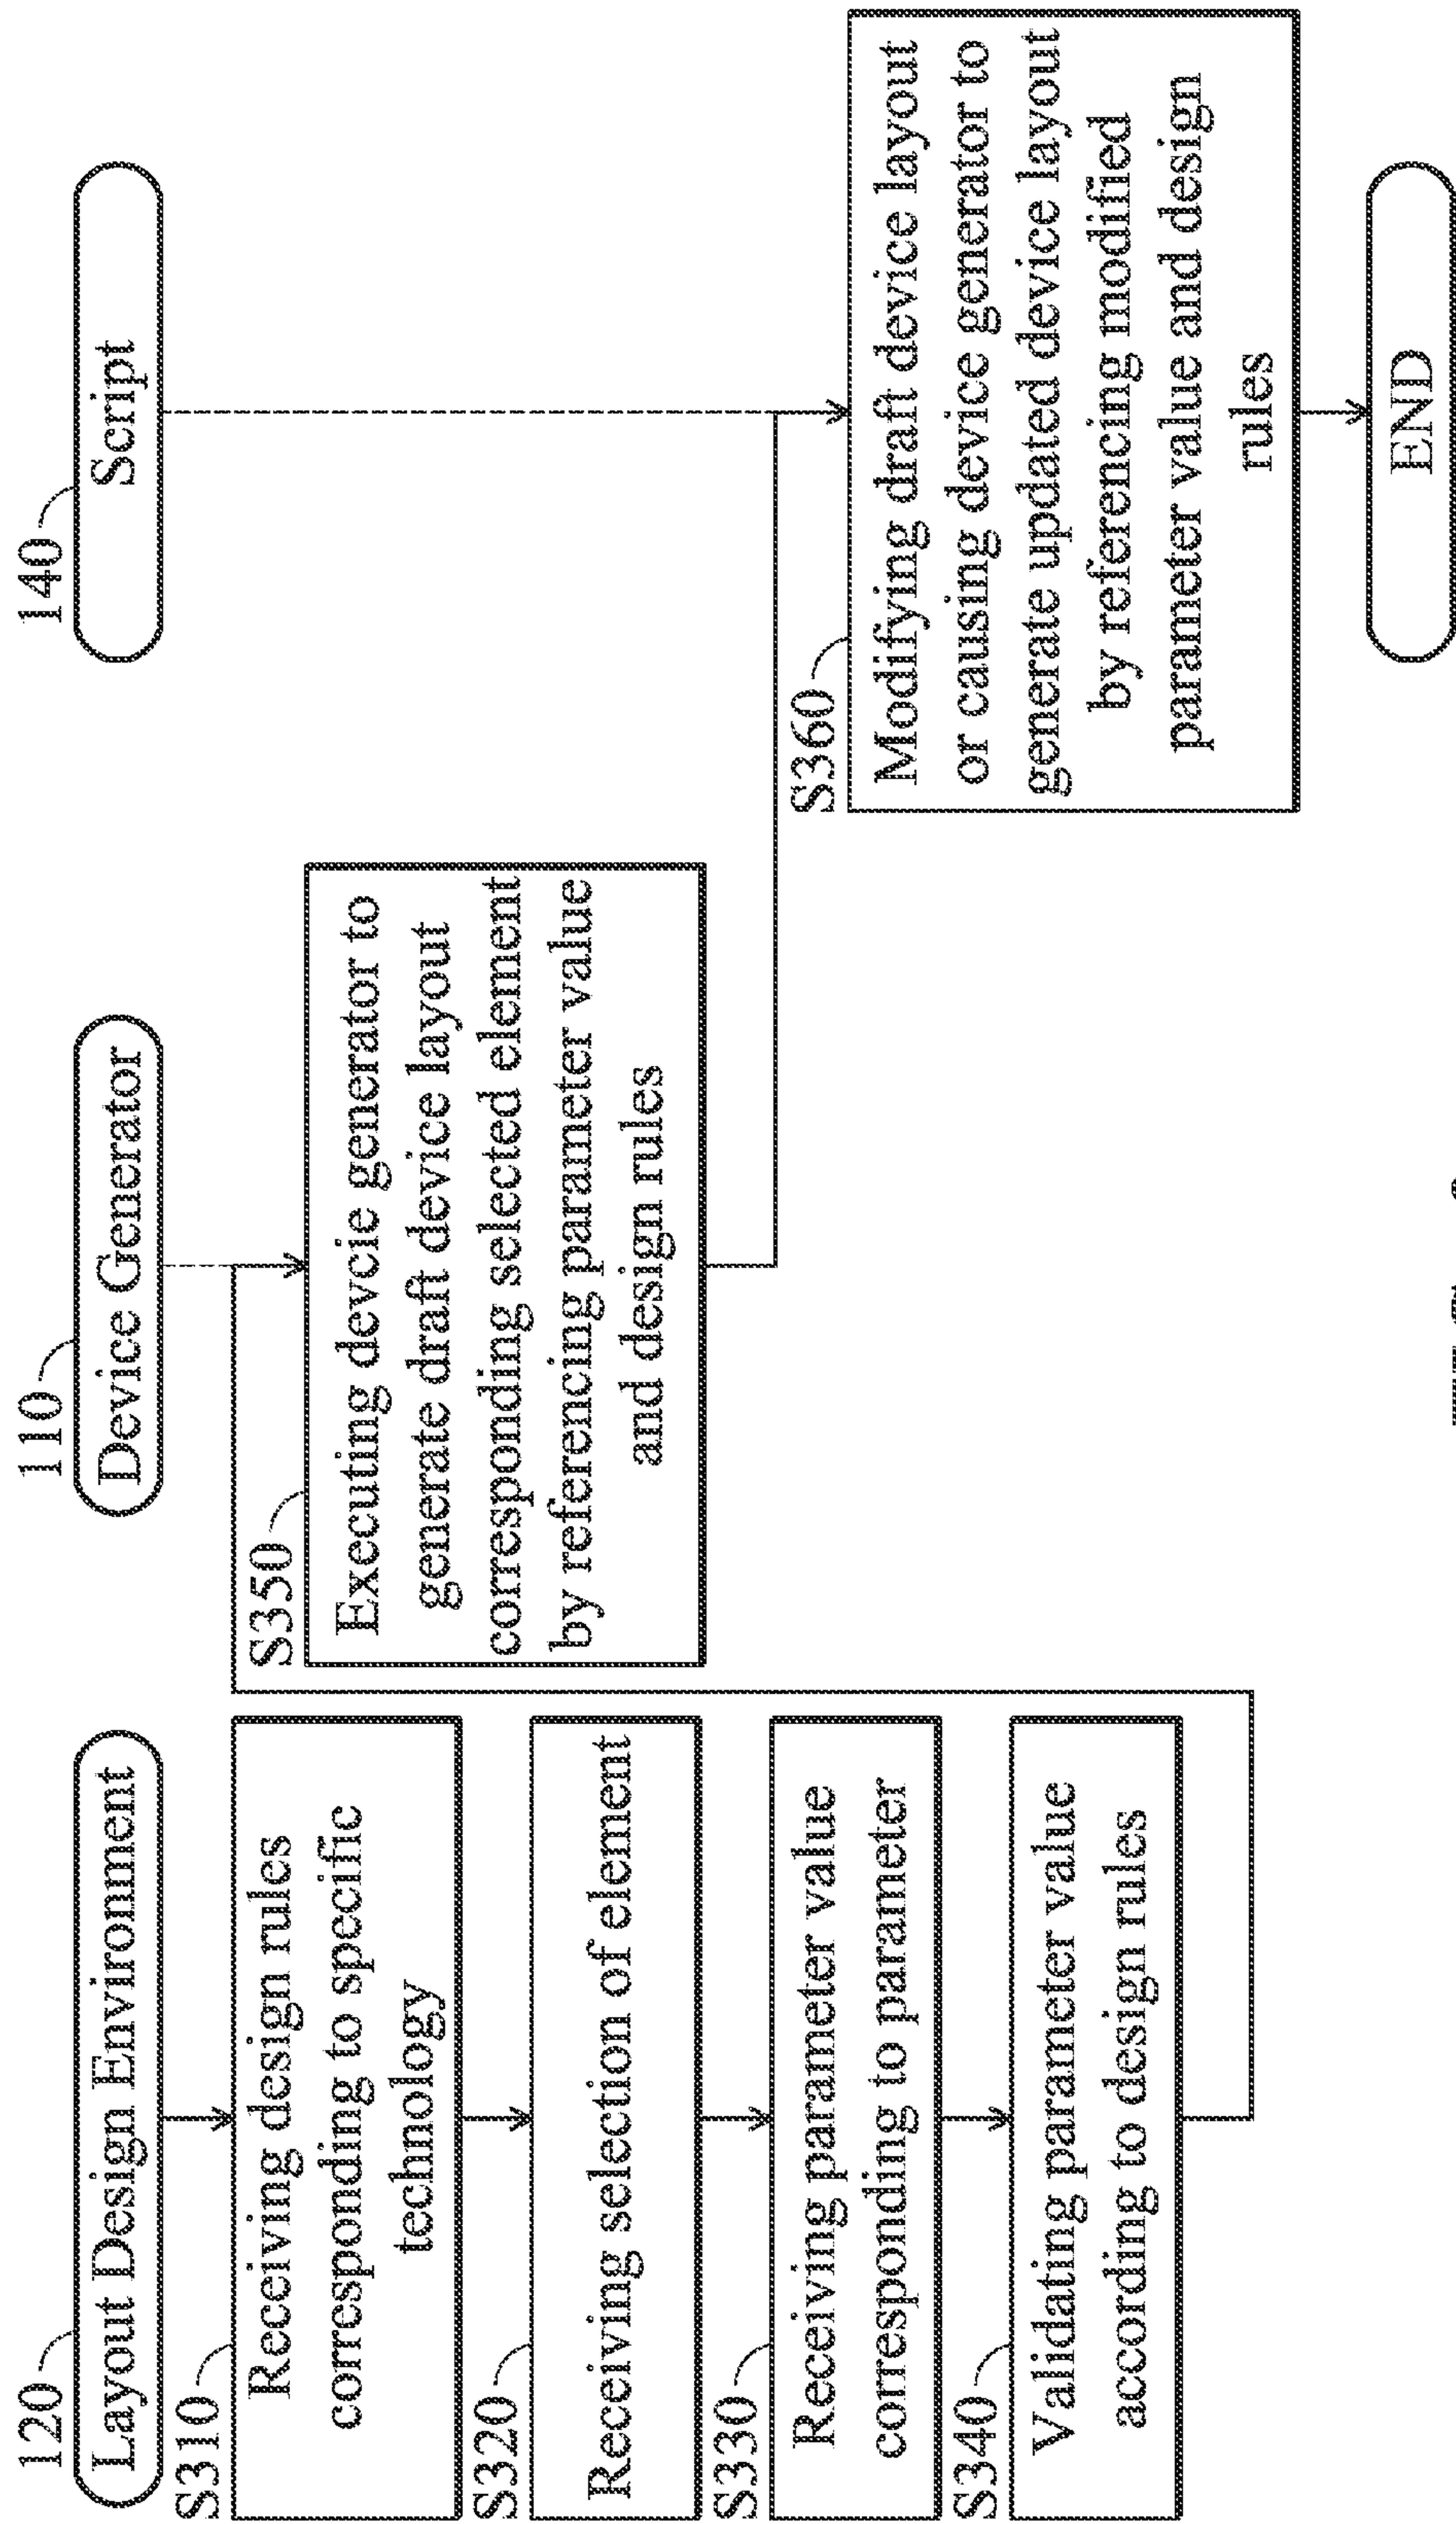 120
Layout Design Environment
S310
Receiving design rules
corresponding to specific
technology
S320
Receiving selection of element
S330
Receiving parameter value
corresponding to parameter
S340
Validating parameter value
according to design rules
110
Device Generator
S350
Executing devcie generator to
generate draft device layout
corresponding selected element
by referencing parameter value
and design rules
140
Script
S360
Modifying draft device layout
or causing device generator to
generate updated device layout
by referencing modified
parameter value and design
rules
END